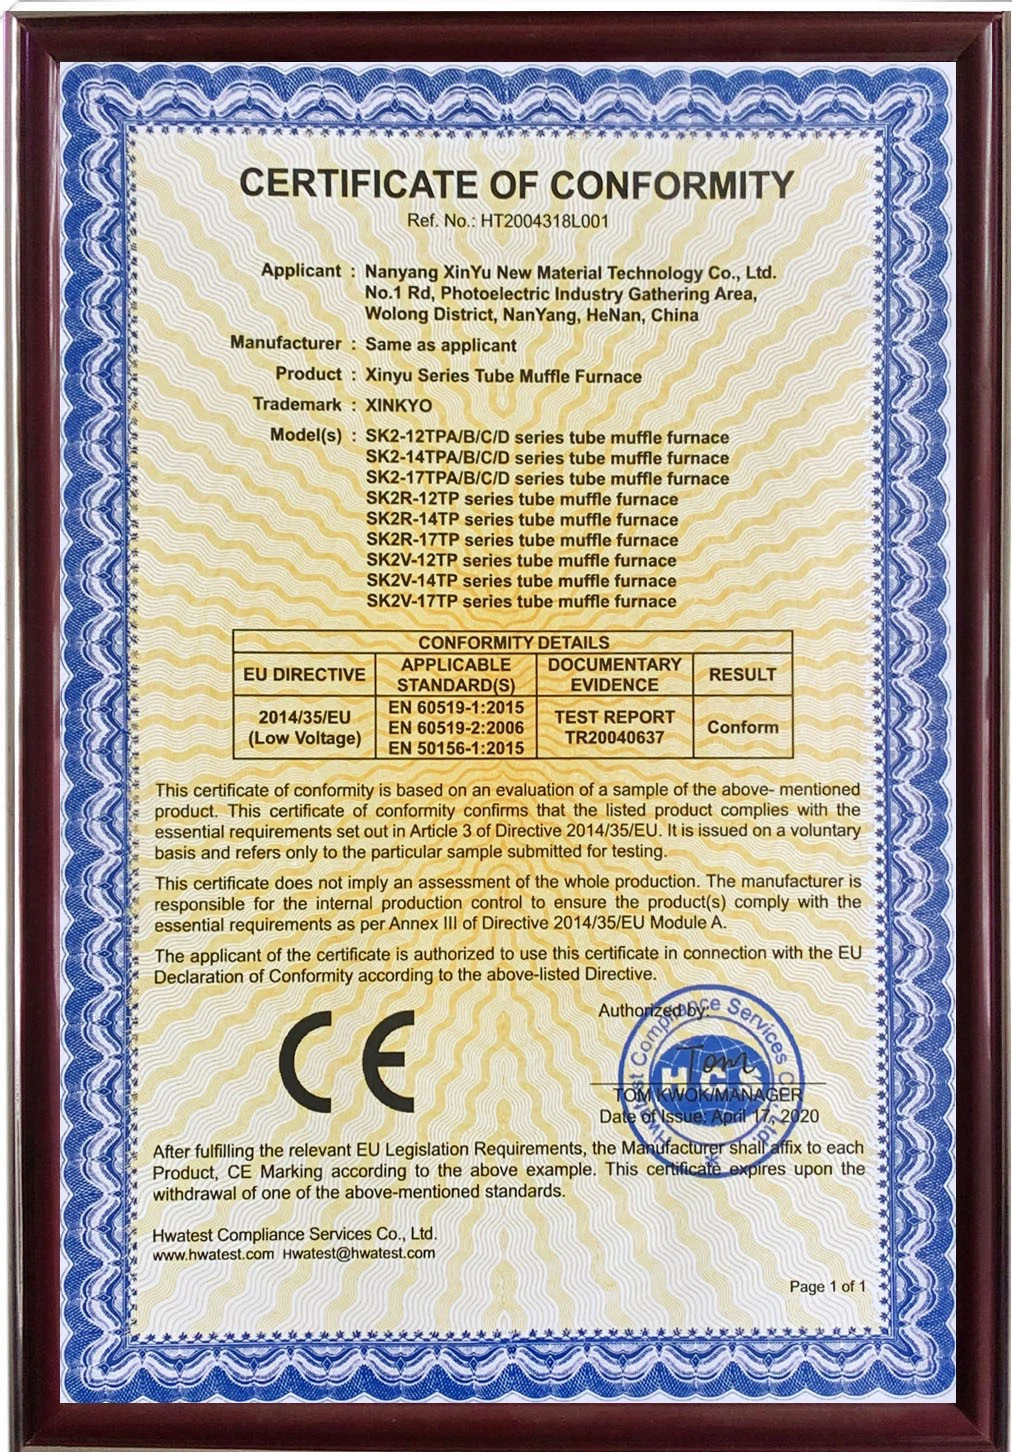 CERTIFICATE OF CONFORMITY
Ref. No.: HT2004318L001
Applicant : Nanyang XinYu New Material Technology Co., Ltd.
No.1 Rd, Photoelectric Industry Gathering Area,
Wolong District, NanYang, HeNan, China
Manufacturer : Same as applicant
Product : Xinyu Series Tube Muffle Furnace
Trademark : XINKYO
Model(s) : SK2-12TPA/B/C/D series tube muffle furnace
SK2-14TPA/B/C/D series tube muffle furnace
SK2-17TPA/B/C/D series tube muffle furnace
SK2R-12TP series tube muffle furnace
SK2R-14TP series tube muffle furnace
SK2R-17TP series tube muffle furnace
SK2V-12TP series tube muffle furnace
SK2V-14TP series tube muffle furnace
SK2V-17TP series tube muffle furnace
CONFORMITY DETAILS
EU DIRECTIVE APPLICABLE STANDARD(S) DOCUMENTARY EVIDENCE RESULT
2014/35/EU (Low Voltage)
EN 60519-1:2015
EN 60519-2:2006
EN 50156-1:2015
TEST REPORT
TR20040637
Conform
This certificate of conformity is based on an evaluation of a sample of the above- mentioned
product. This certificate of conformity confirms that the listed product complies with the
essential requirements set out in Article 3 of Directive 2014/35/EU. It is issued on a voluntary
basis and refers only to the particular sample submitted for testing.
This certificate does not imply an assessment of the whole production. The manufacturer is
responsible for the internal production control to ensure the product(s) comply with the
essential requirements as per Annex III of Directive 2014/35/EU Module A.
The applicant of the certificate is authorized to use this certificate in connection with the EU
Declaration of Conformity according to the above-listed Directive.
CE
Authorized by:
Tom
HCS
Compliance Services
TOM KWOK/MANAGER
Date of Issue: April 17, 2020
After fulfilling the relevant EU Legislation Requirements, the Manufacturer shall affix to each
Product, CE Marking according to the above example. This certificate expires upon the
withdrawal of one of the above-mentioned standards.
Hwatest Compliance Services Co., Ltd.
www.hwatest.com Hwatest@hwatest.com
Page 1 of 1